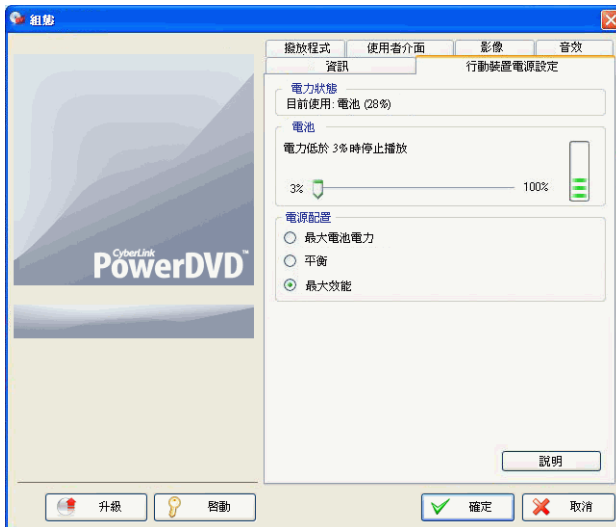 組態
撥放程式 使用者介面 影像 音效
資訊 行動裝置電源設定
電力狀態
目前使用: 電池 (28%)
電池
電力低於 3% 時停止播放
3% 100%
電源配置
最大電池電力
平衡
最大效能
CyberLink
PowerDVD™
說明
升級 啓動 確定 取消